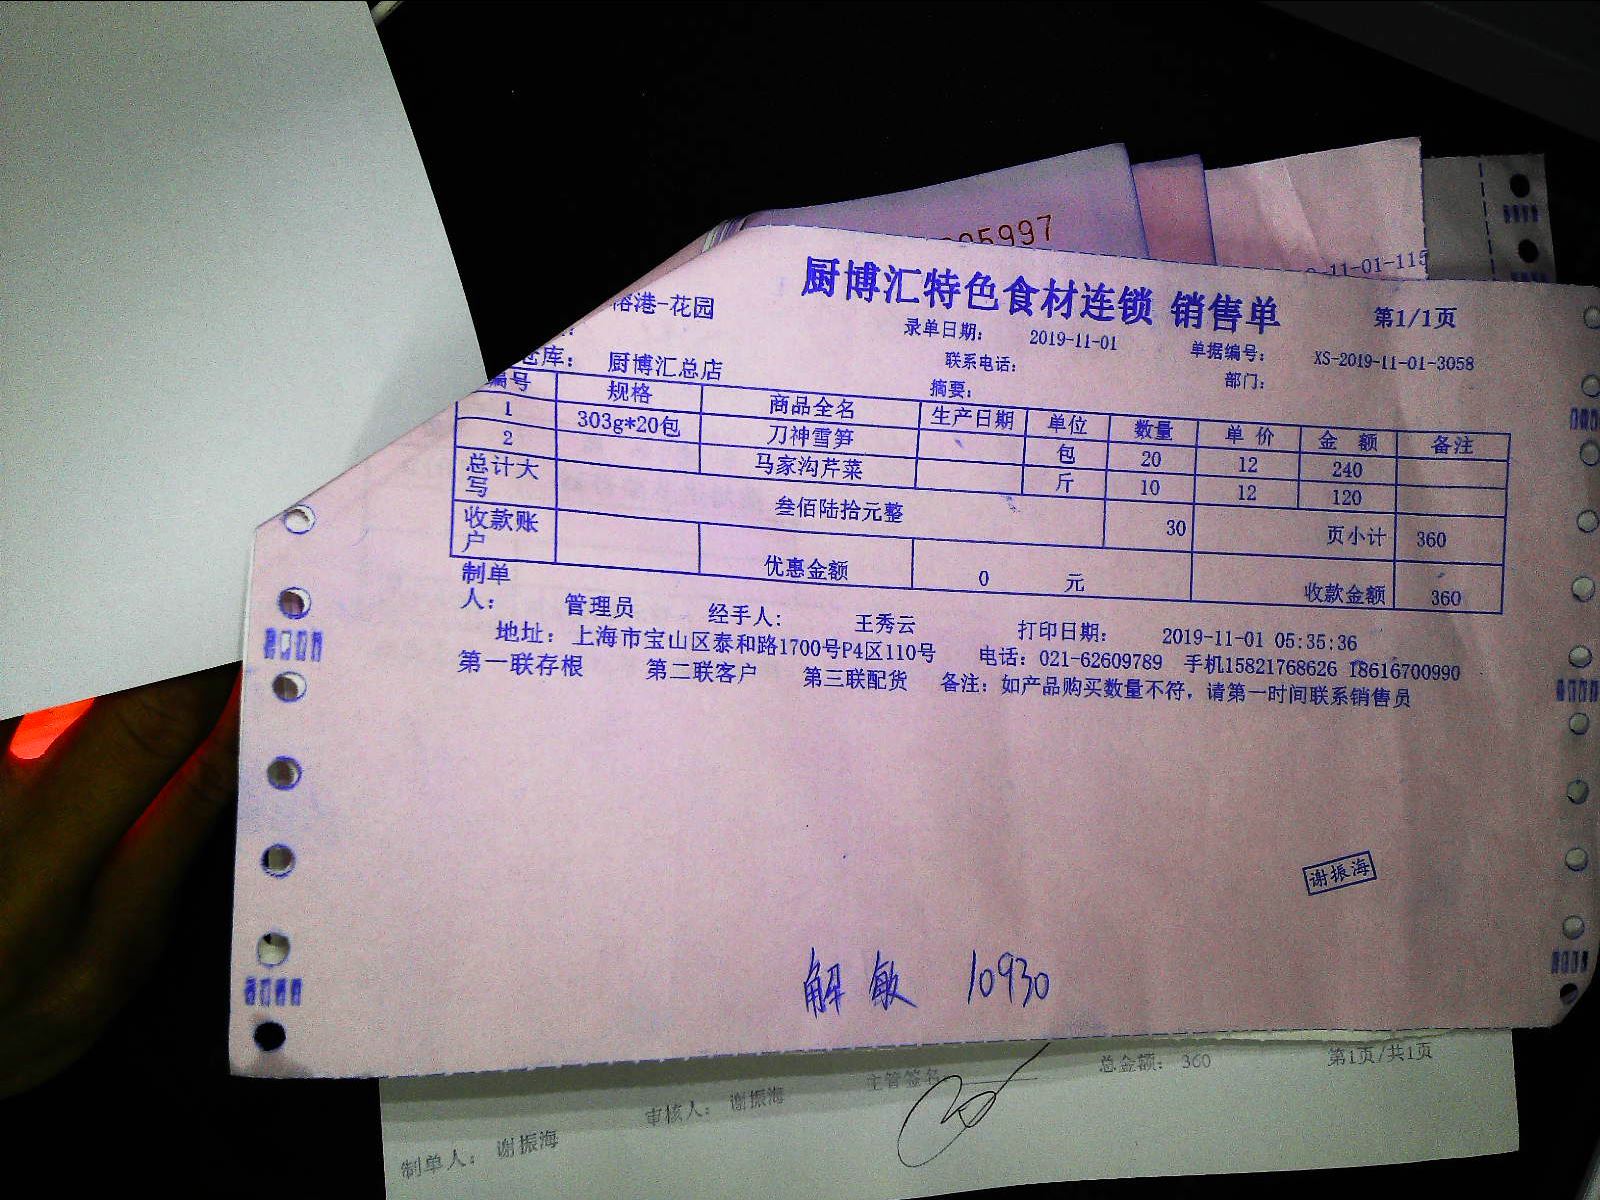 5997
-11-01-115
厨博汇特色食材连锁 销售单
第1/1页
港-花园
录单日期： 2019-11-01 单据编号： XS-2019-11-01-3058
仓库： 厨博汇总店 联系电话： 部门：
摘要：
编号 规格 商品全名 生产日期 单位 数量 单价 金额 备注
1 303g*20包 刀神雪笋 包 20 12 240
2 马家沟芹菜 斤 10 12 120
总计大写 叁佰陆拾元整 30 页小计 360
收款账户 优惠金额 0 元 收款金额 360
制单人： 管理员 经手人： 王秀云 打印日期： 2019-11-01 05:35:36
地址：上海市宝山区泰和路1700号P4区110号 电话：021-62609789 手机15821768626 18616700990
第一联存根 第二联客户 第三联配货 备注：如产品购买数量不符，请第一时间联系销售员
谢振海
解敏 10930
制单人： 谢振海 审核人： 谢振海 主管签名 总金额： 360 第1页/共1页